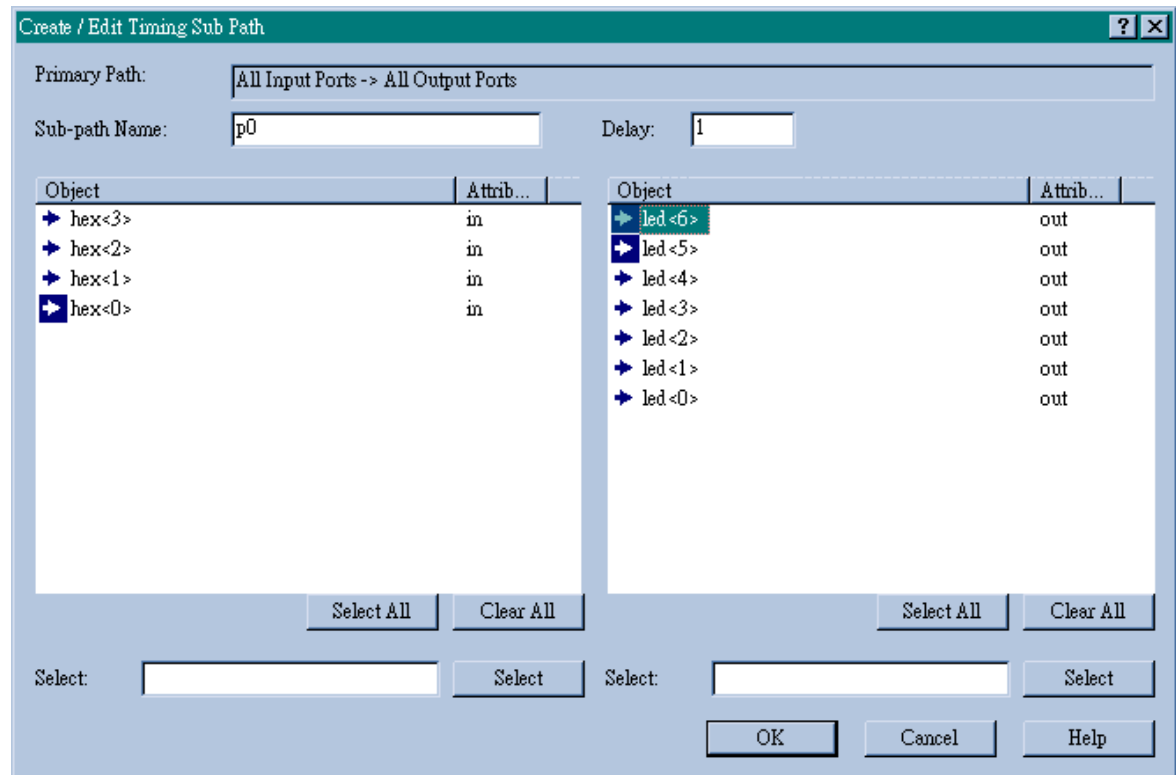 Create / Edit Timing Sub Path
Primary Path: All Input Ports -> All Output Ports
Sub-path Name: p0 Delay: 1
Object Attrib... Object Attrib...
hex<3> in led<6> out
hex<2> in led<5> out
hex<1> in led<4> out
hex<0> in led<3> out
led<2> out
led<1> out
led<0> out
Select All Clear All Select All Clear All
Select: Select Select: Select
OK Cancel Help